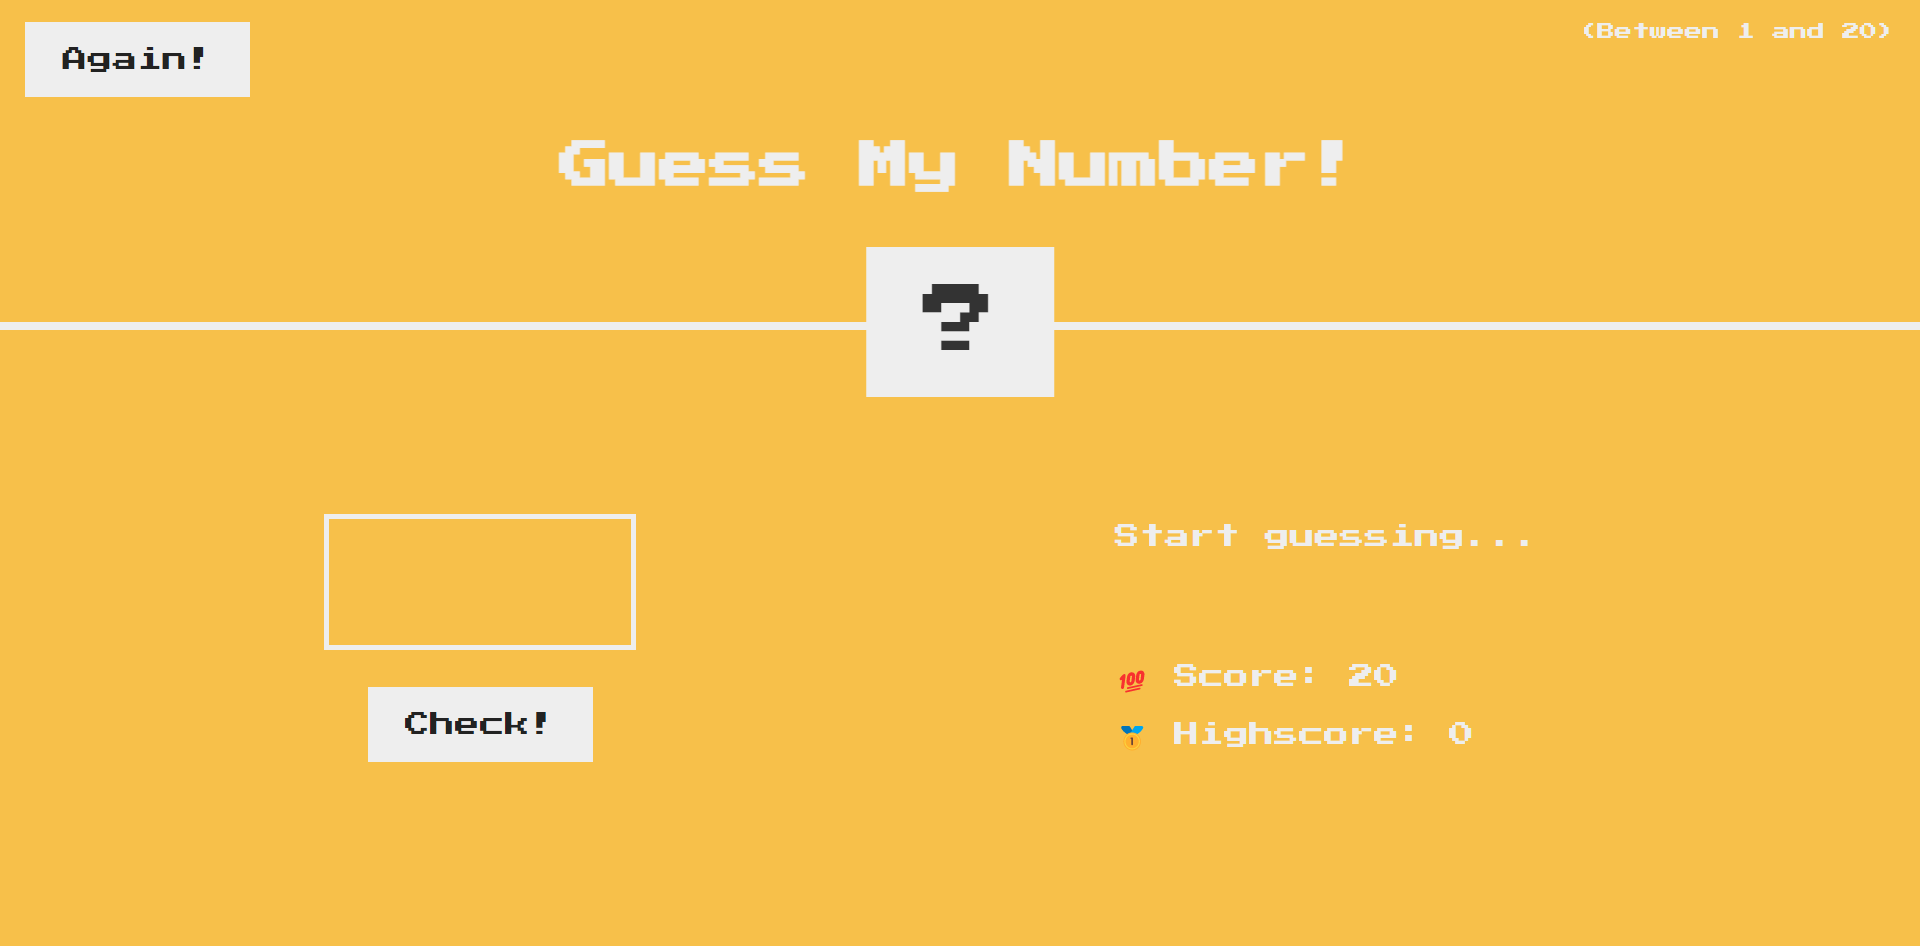 Again!
(Between 1 and 20)
Guess My Number!
?
Start guessing...
💯 Score: 20
🥇 Highscore: 0
Check!